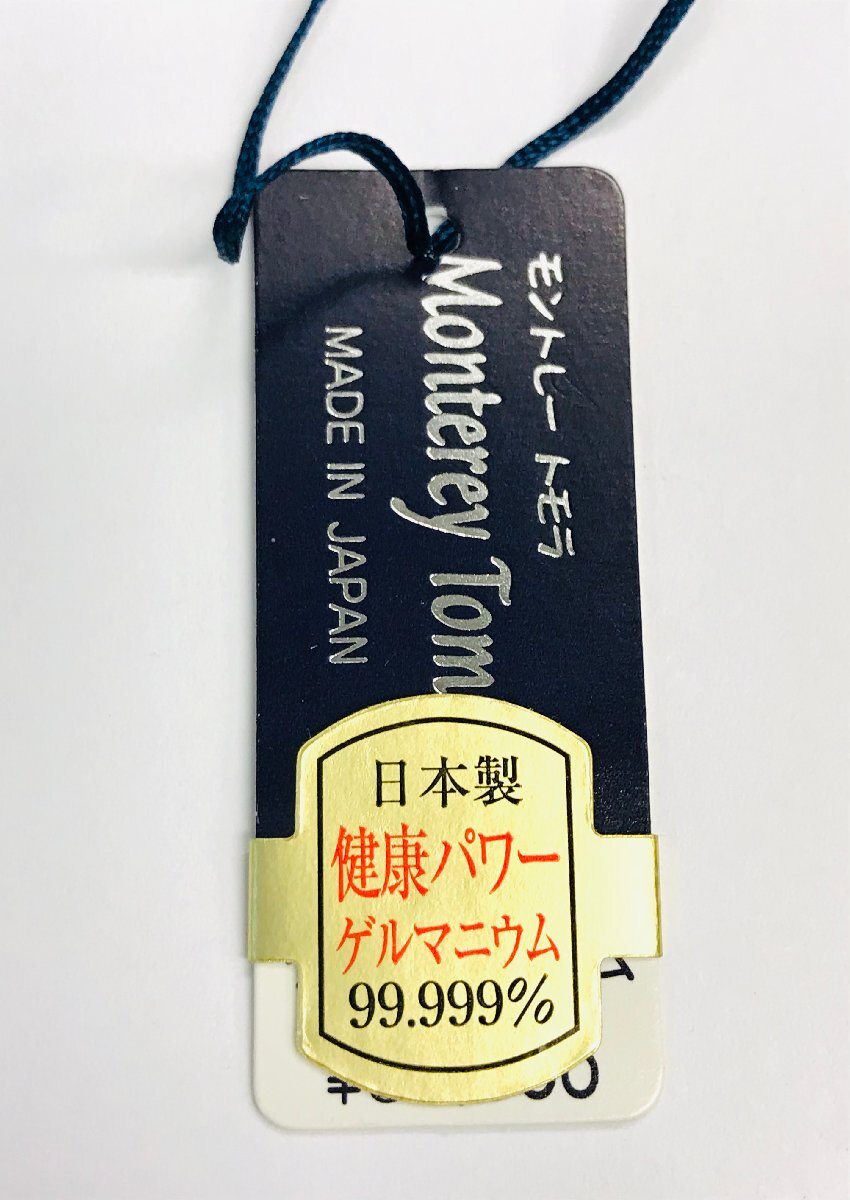 モントレー トモラ
Monterey Tom
MADE IN JAPAN
日本製
健康パワー
ゲルマニウム
99.999%